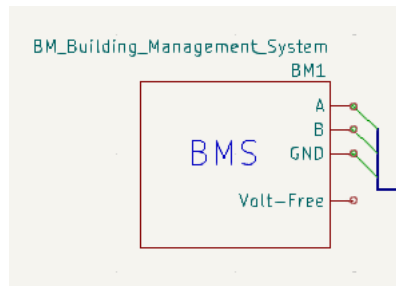 BM_Building_Management_System
BM1
A
B
BMS
GND
Volt-Free